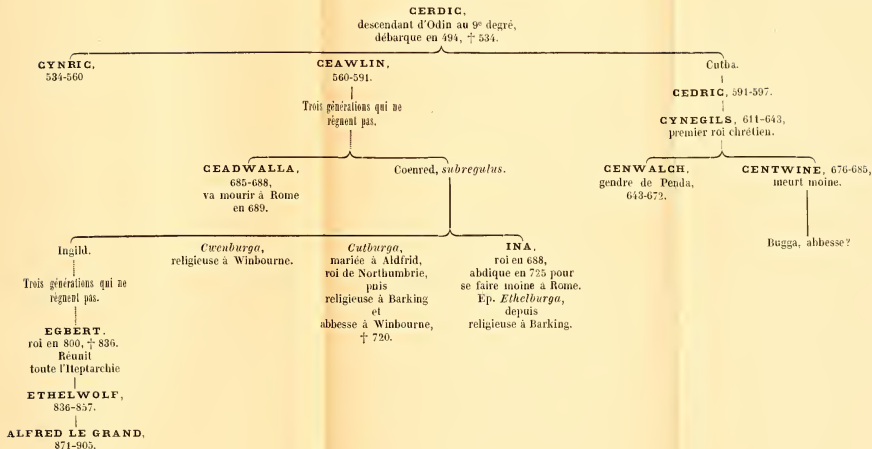 CERDIC,
descendant d'Odin au 9e degré,
débarque en 494, † 534.
CYNRIC,
534-560
CEAWLIN,
560-591.
Trois générations qui ne
règnent pas.
Cutha.
CEDRIC, 591-597.
CYNEGILS, 611-643,
premier roi chrétien.
CEADWALLA,
685-688,
va mourir à Rome
en 689.
Coenred, subregulus.
CENWALCH,
gendre de Penda,
643-672.
CENTWINE, 676-685,
meurt moine.
Bugga, abbesse?
Ingild.
Trois générations qui ne
règnent pas.
EGBERT.
roi en 800, † 836.
Réunit
toute l'Heptarchie
ETHELWOLF,
836-857.
ALFRED LE GRAND,
871-905.
Cwenburga,
religieuse à Winbourne.
Cutburga,
mariée à Aldfrid,
roi de Northumbrie,
puis
religieuse à Barking
et
abbesse à Winbourne,
† 720.
INA,
roi en 688,
abdique en 725 pour
se faire moine à Rome.
Ep. Ethelburga,
depuis
religieuse à Barking.